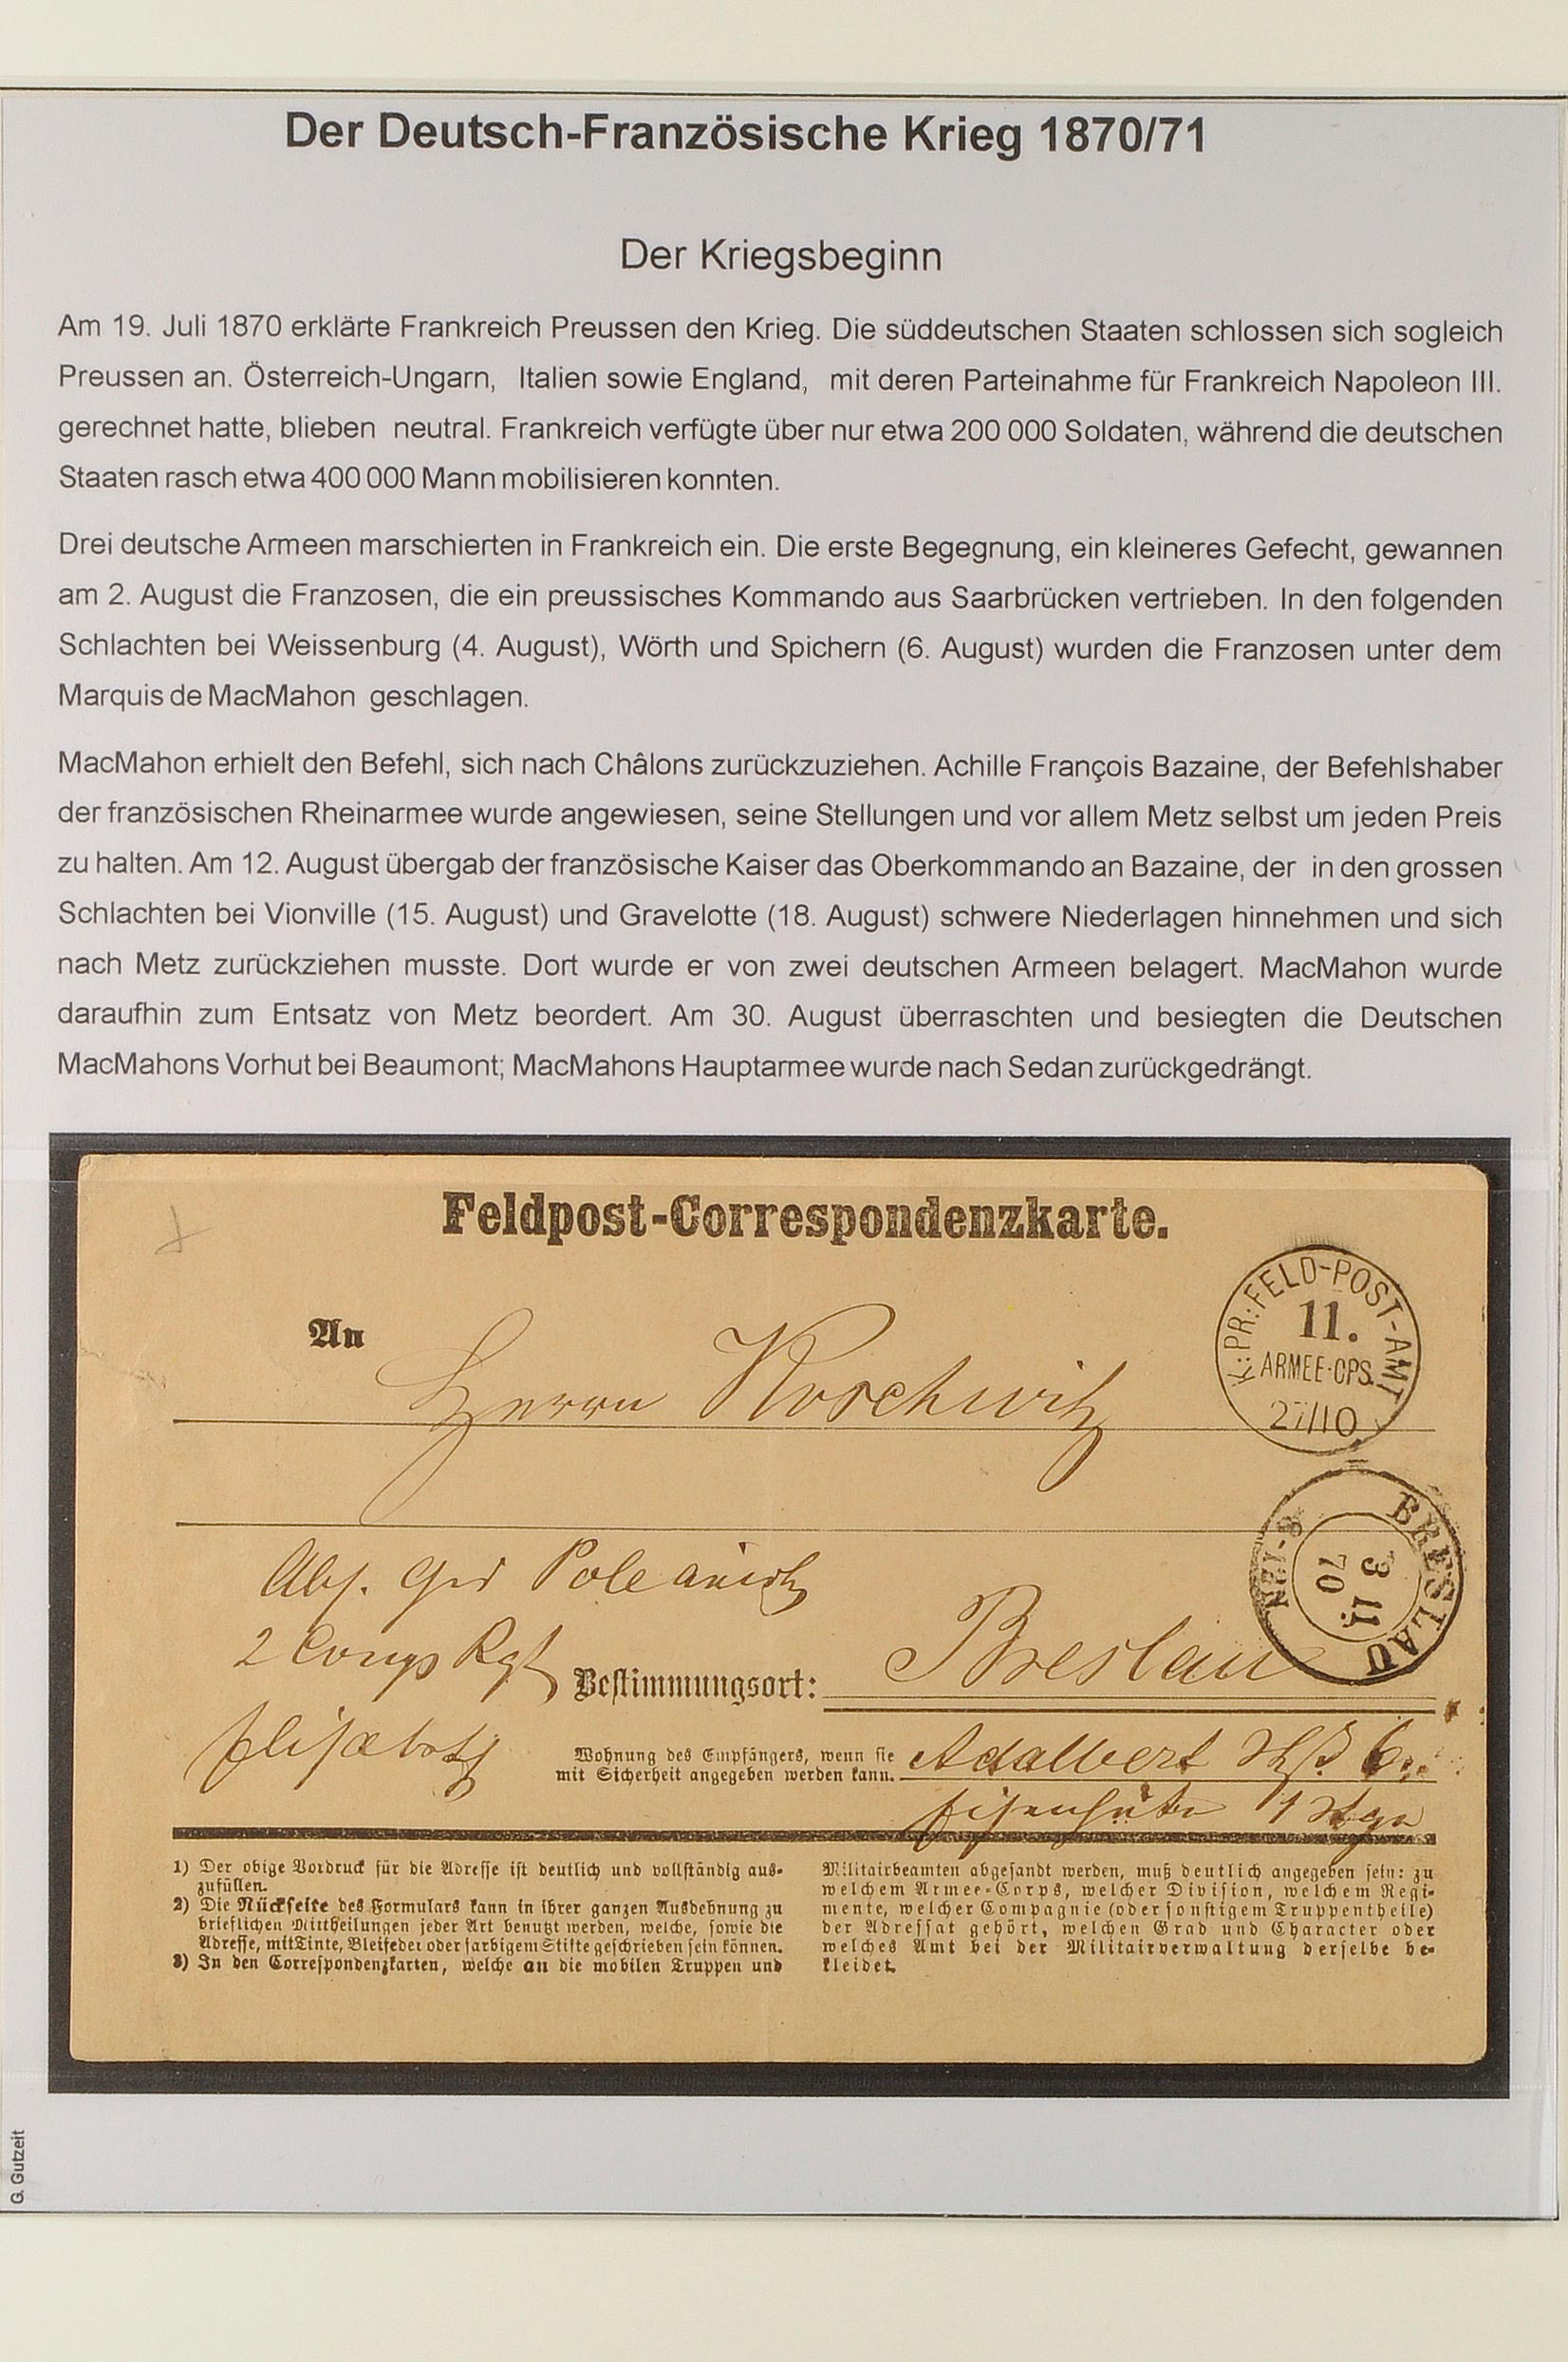 Der Deutsch-Französische Krieg 1870/71
Der Kriegsbeginn
Am 19. Juli 1870 erklärte Frankreich Preussen den Krieg. Die süddeutschen Staaten schlossen sich sogleich
Preussen an. Österreich-Ungarn, Italien sowie England, mit deren Parteinahme für Frankreich Napoleon III.
gerechnet hatte, blieben neutral. Frankreich verfügte über nur etwa 200 000 Soldaten, während die deutschen
Staaten rasch etwa 400 000 Mann mobilisieren konnten.
Drei deutsche Armeen marschierten in Frankreich ein. Die erste Begegnung, ein kleineres Gefecht, gewannen
am 2. August die Franzosen, die ein preussisches Kommando aus Saarbrücken vertrieben. In den folgenden
Schlachten bei Weissenburg (4. August), Wörth und Spichern (6. August) wurden die Franzosen unter dem
Marquis de MacMahon geschlagen.
MacMahon erhielt den Befehl, sich nach Châlons zurückzuziehen. Achille François Bazaine, der Befehlshaber
der französischen Rheinarmee wurde angewiesen, seine Stellungen und vor allem Metz selbst um jeden Preis
zu halten. Am 12. August übergab der französische Kaiser das Oberkommando an Bazaine, der in den grossen
Schlachten bei Vionville (15. August) und Gravelotte (18. August) schwere Niederlagen hinnehmen und sich
nach Metz zurückziehen musste. Dort wurde er von zwei deutschen Armeen belagert. MacMahon wurde
daraufhin zum Entsatz von Metz beordert. Am 30. August überraschten und besiegten die Deutschen
MacMahons Vorhut bei Beaumont; MacMahons Hauptarmee wurde nach Sedan zurückgedrängt.
Feldpost-Correspondenzkarte.
K:PR:FELD-POST-AMT
11.
ARMEE-CPS.
27/10
An
Herrn Koschwitz
BRESLAU
3 11
70
Abs.
2 Comp Rgt
Elisabeth
Bestimmungsort: Breslau
Wohnung des Empfängers, wenn sie
mit Sicherheit angegeben werden kann.
Adalbert Str 6
1) Der obige Vordruck für die Adresse ist deutlich und vollständig aus-
zufüllen.
2) Die Rückseite des Formulars kann in ihrer ganzen Ausdehnung zu
brieflichen Mittheilungen jeder Art benutzt werden, welche, sowie die
Adresse, mit Tinte, Bleifeder oder farbigem Stifte geschrieben sein können.
3) In den Correspondenzkarten, welche an die mobilen Truppen und
Militairbeamten abgesandt werden, muß deutlich angegeben sein: zu
welchem Armee-Corps, welcher Division, welchem Regi-
mente, welcher Compagnie (oder sonstigem Truppentheile)
der Adressat gehört, welchen Grad und Character oder
welches Amt bei der Militairverwaltung derselbe be-
kleidet.
G. Gutzeit